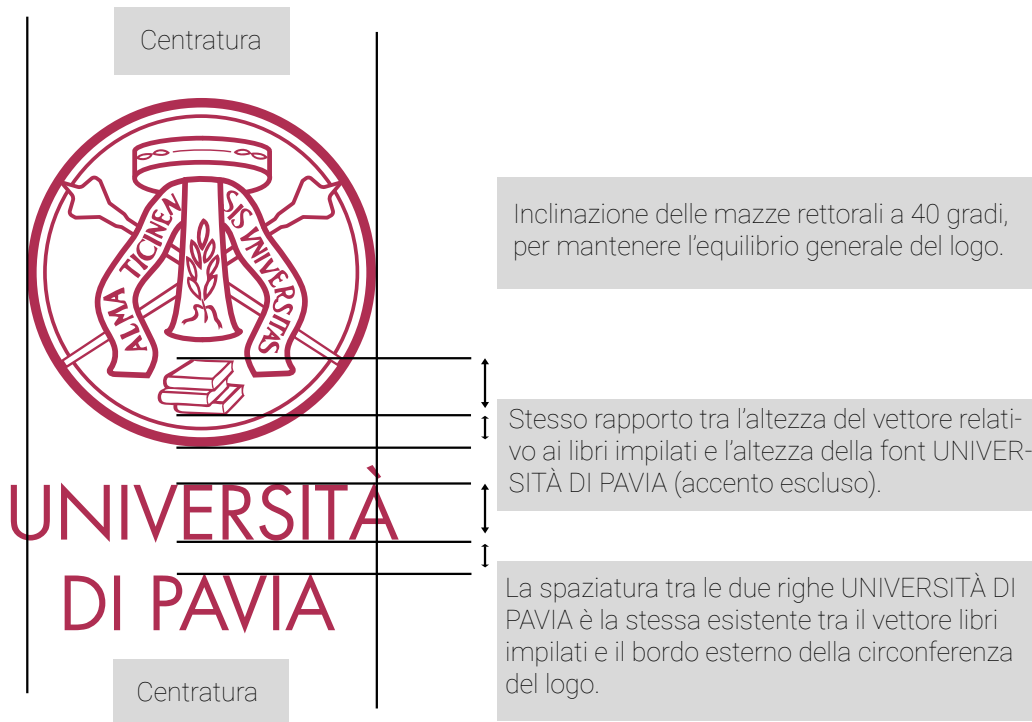 Centratura
ALMA TICINEN
SIS VNIVERSITAS
Inclinazione delle mazze rettorali a 40 gradi,
per mantenere l'equilibrio generale del logo.
Stesso rapporto tra l'altezza del vettore relati-
vo ai libri impilati e l'altezza della font UNIVER-
SITÀ DI PAVIA (accento escluso).
UNIVERSITÀ
DI PAVIA
La spaziatura tra le due righe UNIVERSITÀ DI
PAVIA è la stessa esistente tra il vettore libri
impilati e il bordo esterno della circonferenza
del logo.
Centratura